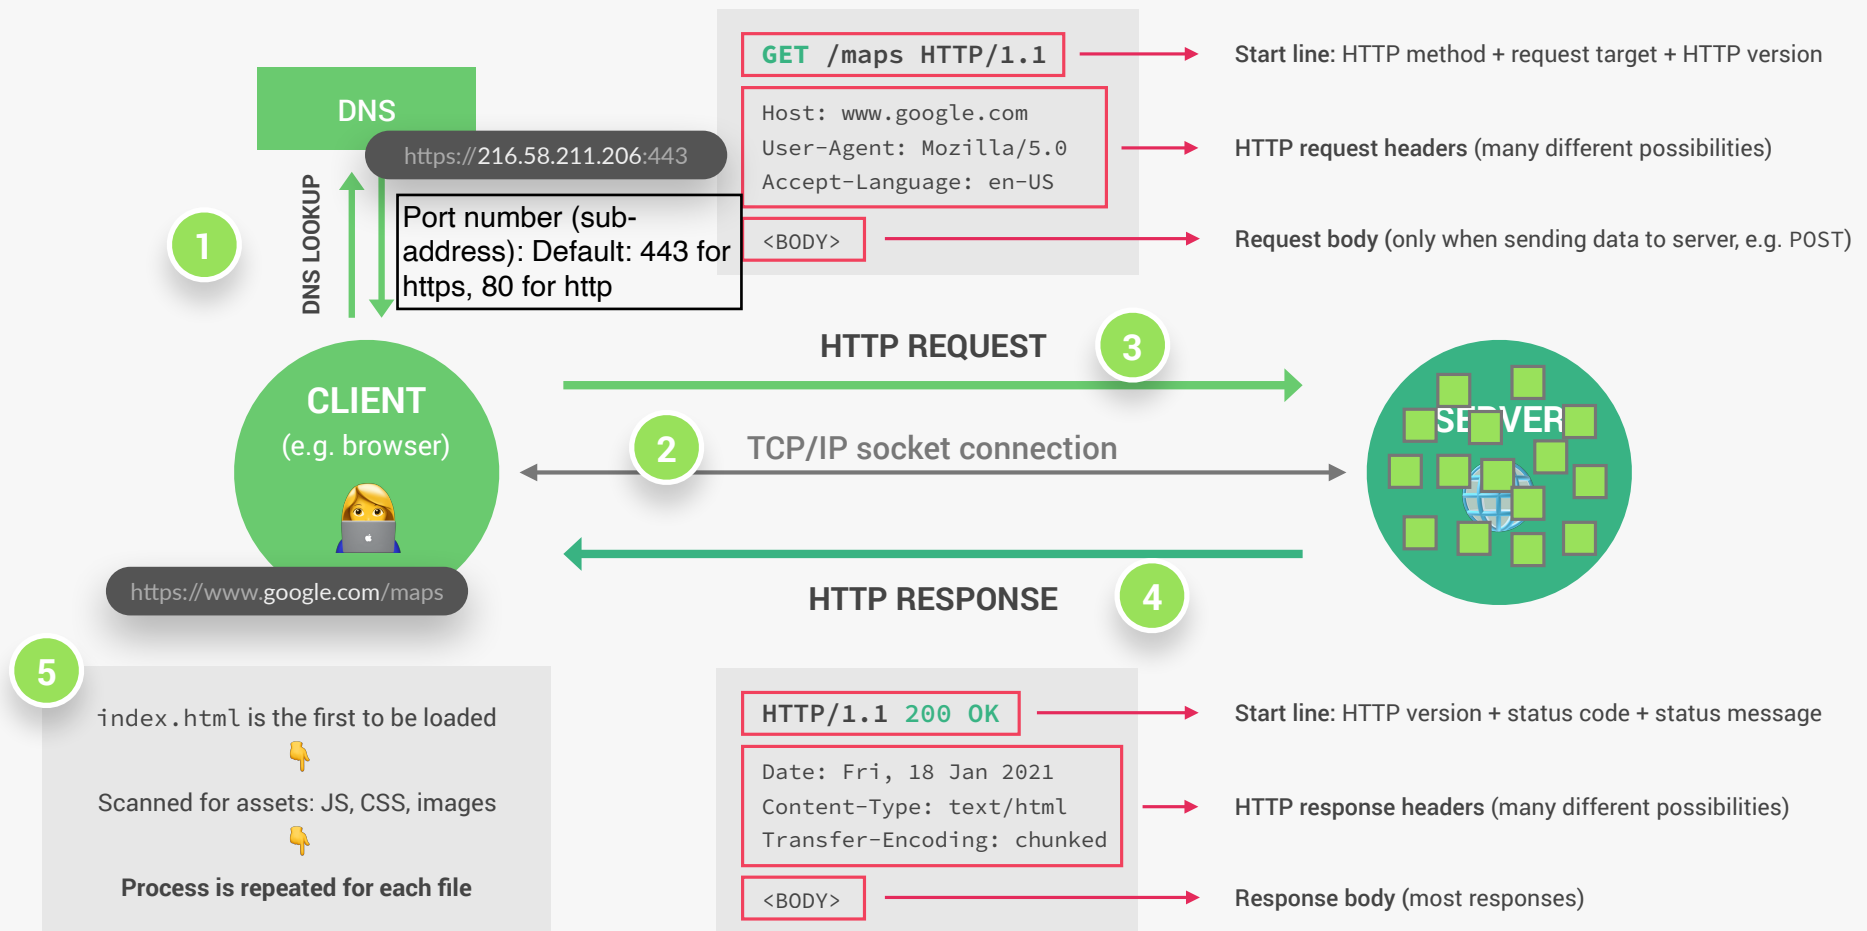 GET /maps HTTP/1.1
Start line: HTTP method + request target + HTTP version
DNS
https://216.58.211.206:443
Host: www.google.com
User-Agent: Mozilla/5.0
Accept-Language: en-US
HTTP request headers (many different possibilities)
1
DNS LOOKUP
Port number (sub-
address): Default: 443 for
https, 80 for http
<BODY>
Request body (only when sending data to server, e.g. POST)
HTTP REQUEST
3
CLIENT
(e.g. browser)
2
TCP/IP socket connection
https://www.google.com/maps
HTTP RESPONSE
4
5
index.html is the first to be loaded
Scanned for assets: JS, CSS, images
Process is repeated for each file
HTTP/1.1 200 OK
Start line: HTTP version + status code + status message
Date: Fri, 18 Jan 2021
Content-Type: text/html
Transfer-Encoding: chunked
HTTP response headers (many different possibilities)
<BODY>
Response body (most responses)